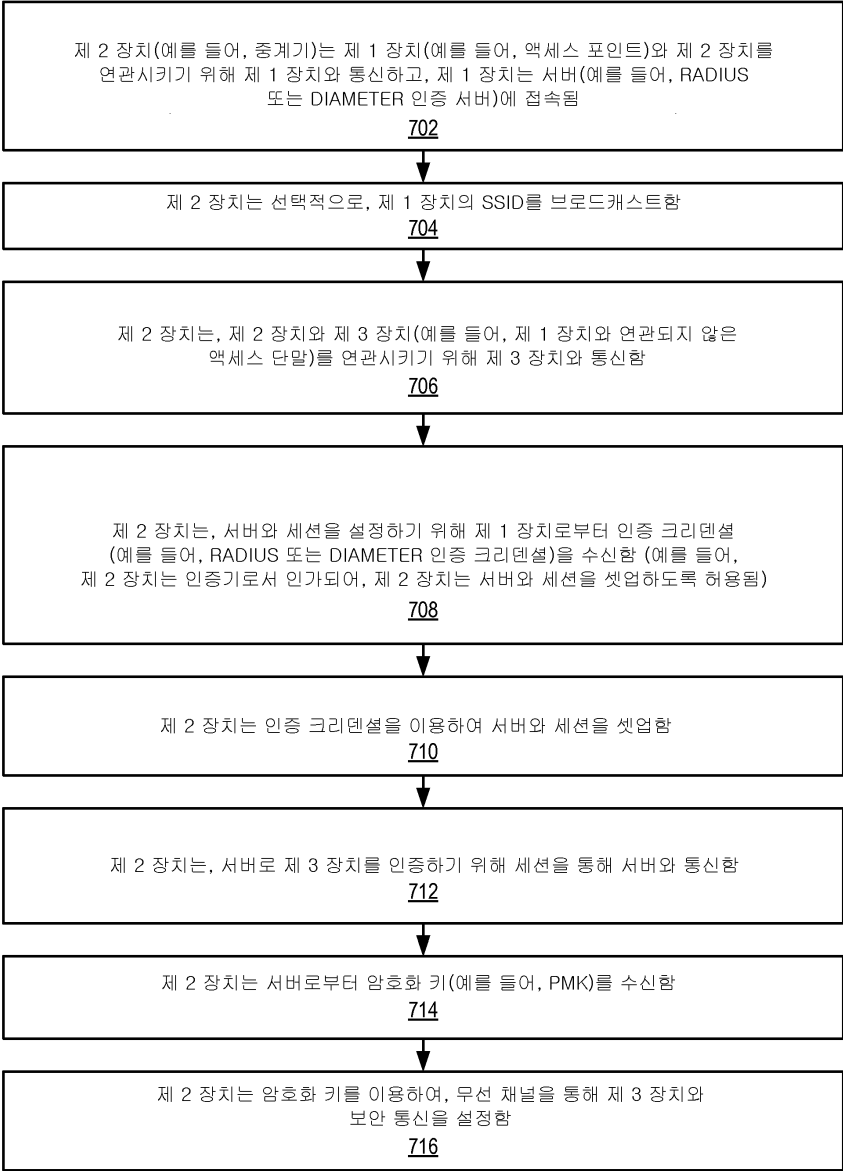 제 2 장치(예를 들어, 중계기)는 제 1 장치(예를 들어, 액세스 포인트)와 제 2 장치를
연관시키기 위해 제 1 장치와 통신하고, 제 1 장치는 서버(예를 들어, RADIUS
또는 DIAMETER 인증 서버)에 접속됨
702
제 2 장치는 선택적으로, 제 1 장치의 SSID를 브로드캐스트함
704
제 2 장치는, 제 2 장치와 제 3 장치(예를 들어, 제 1 장치와 연관되지 않은
액세스 단말)를 연관시키기 위해 제 3 장치와 통신함
706
제 2 장치는, 서버와 세션을 설정하기 위해 제 1 장치로부터 인증 크리덴셜
(예를 들어, RADIUS 또는 DIAMETER 인증 크리덴셜)을 수신함 (예를 들어,
제 2 장치는 인증기로서 인가되어, 제 2 장치는 서버와 세션을 셋업하도록 허용됨)
708
제 2 장치는 인증 크리덴셜을 이용하여 서버와 세션을 셋업함
710
제 2 장치는, 서버로 제 3 장치를 인증하기 위해 세션을 통해 서버와 통신함
712
제 2 장치는 서버로부터 암호화 키(예를 들어, PMK)를 수신함
714
제 2 장치는 암호화 키를 이용하여, 무선 채널을 통해 제 3 장치와
보안 통신을 설정함
716